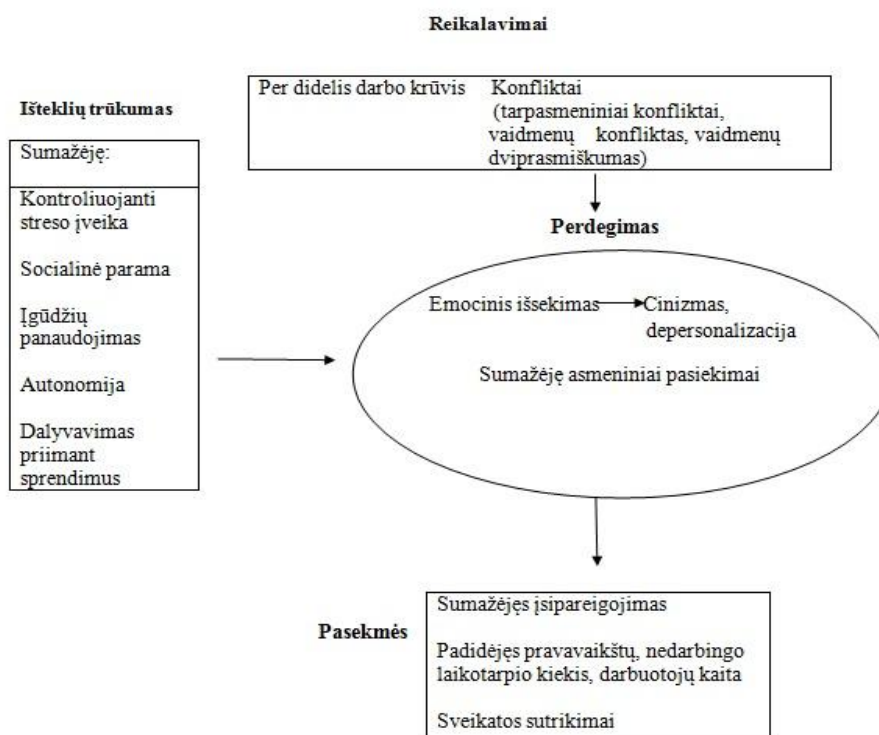 Reikalavimai
Per didelis darbo krūvis Konfliktai
(tarpasmeniniai konfliktai,
vaidmenų konfliktas, vaidmenų
dviprasmiškumas)
Išteklių trūkumas
Sumažėję:
Kontroliuojanti
streso įveika
Socialinė parama
Įgūdžių
panaudojimas
Autonomija
Dalyvavimas
priimant
sprendimus
Perdegimas
Emocinis išsekimas Cinizmas,
depersonalizacija
Sumažėję asmeniniai pasiekimai
Pasekmės
Sumažėjęs įsipareigojimas
Padidėjęs pravavaikštų, nedarbingo
laikotarpio kiekis, darbuotojų kaita
Sveikatos sutrikimai